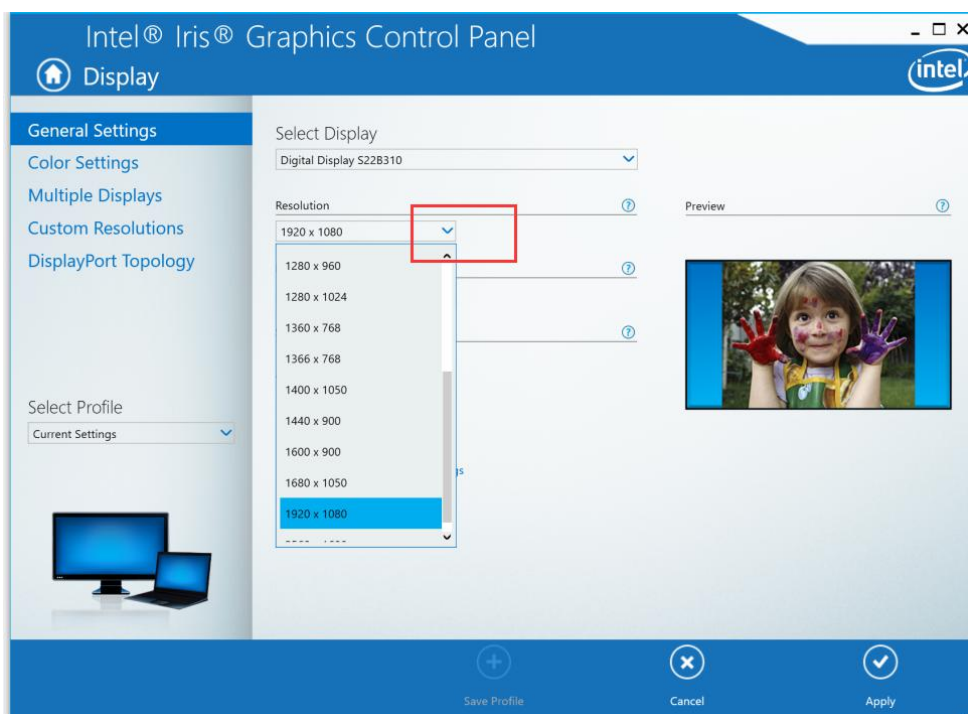 Intel® Iris® Graphics Control Panel
Display
intel
General Settings
Color Settings
Multiple Displays
Custom Resolutions
DisplayPort Topology
Select Profile
Current Settings
Select Display
Digital Display S22B310
Resolution
?
1920 x 1080
1280 x 960
?
1280 x 1024
1360 x 768
?
1366 x 768
1400 x 1050
1440 x 900
1600 x 900
gs
1680 x 1050
1920 x 1080
Preview
?
Save Profile
Cancel
Apply